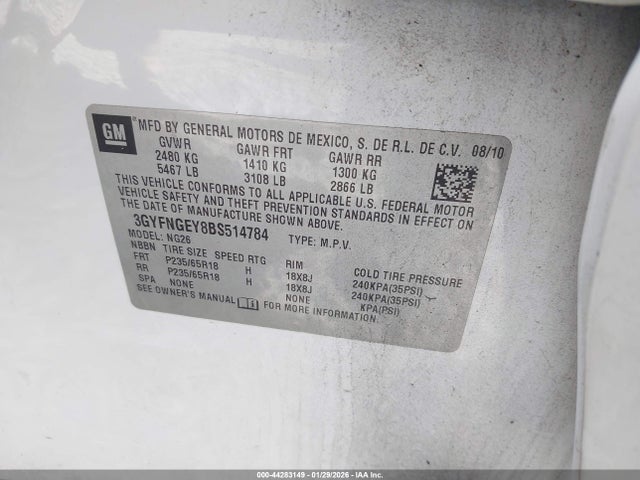 GM
MFD BY GENERAL MOTORS DE MEXICO, S. DE R.L. DE C.V. 08/10
GVWR GAWR FRT GAWR RR
2480 KG 1410 KG 1300 KG
5467 LB 3108 LB 2866 LB
THIS VEHICLE CONFORMS TO ALL APPLICABLE U.S. FEDERAL MOTOR
VEHICLE SAFETY AND THEFT PREVENTION STANDARDS IN EFFECT ON
THE DATE OF MANUFACTURE SHOWN ABOVE.
3GYFNGEY8BS514784 TYPE: M.P.V.
MODEL: NG26
NBBN TIRE SIZE SPEED RTG RIM COLD TIRE PRESSURE
FRT P235/65R18 H 18X8J 240KPA(35PSI)
RR P235/65R18 H 18X8J 240KPA(35PSI)
SPA NONE NONE KPA(PSI)
SEE OWNER'S MANUAL FOR MORE INFORMATION.
000-44283149 | 01/29/2026 - IAA Corp.